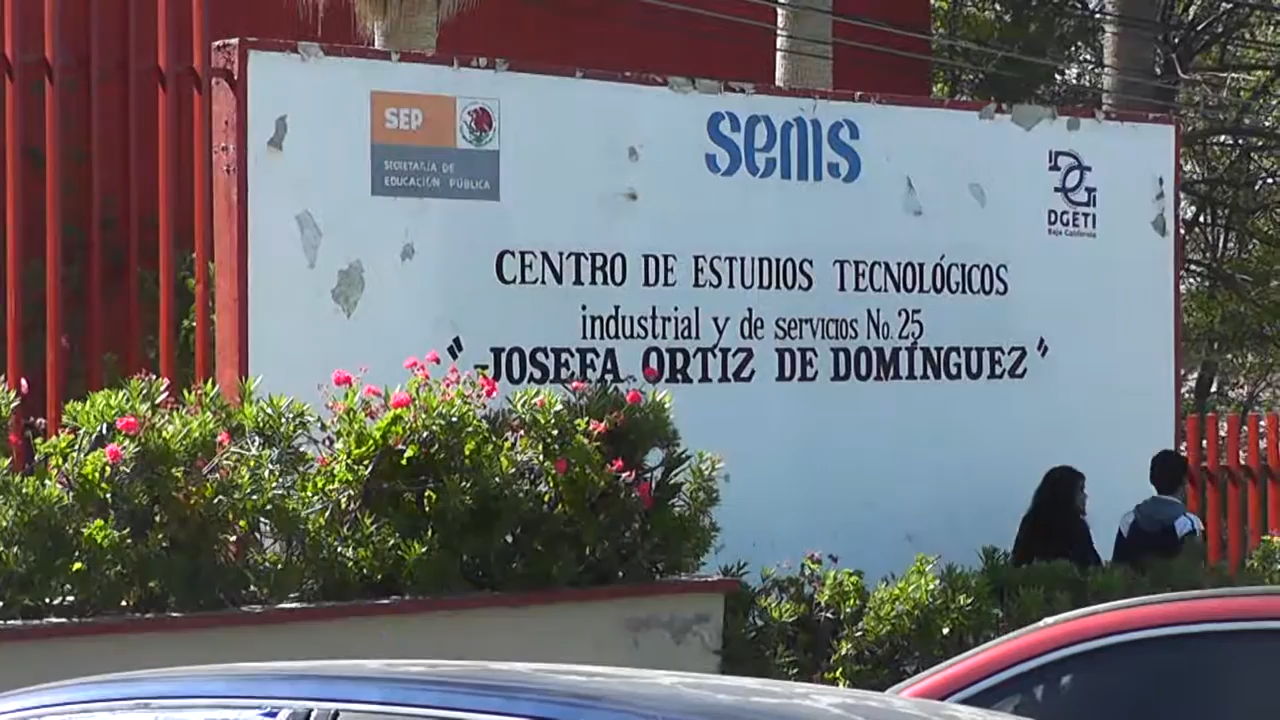 SEP
SECRETARÍA DE
EDUCACIÓN PÚBLICA
sems
DGETI
Baja California
CENTRO DE ESTUDIOS TECNOLÓGICOS
industrial y de servicios No. 25
"JOSEFA ORTIZ DE DOMÍNGUEZ"